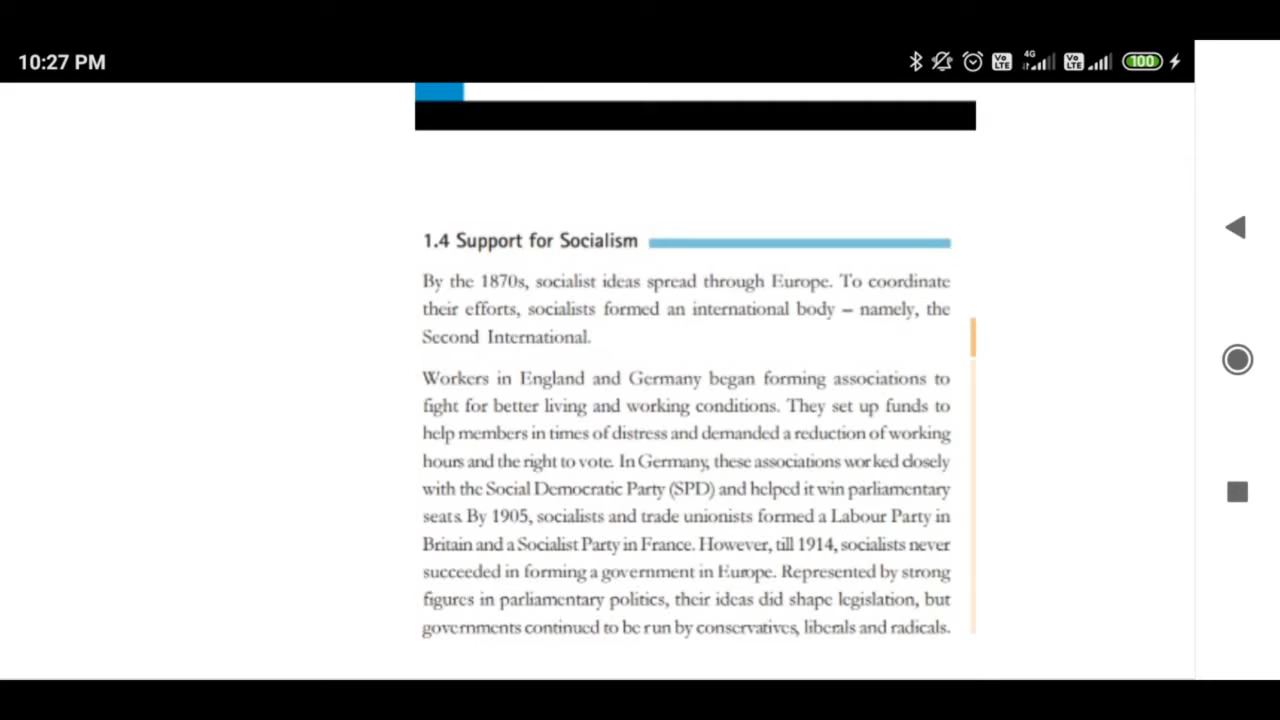 10:27 PM
Vo LTE 4G Vo LTE 100
1.4 Support for Socialism
By the 1870s, socialist ideas spread through Europe. To coordinate
their efforts, socialists formed an international body – namely, the
Second International.
Workers in England and Germany began forming associations to
fight for better living and working conditions. They set up funds to
help members in times of distress and demanded a reduction of working
hours and the right to vote. In Germany, these associations worked closely
with the Social Democratic Party (SPD) and helped it win parliamentary
seats. By 1905, socialists and trade unionists formed a Labour Party in
Britain and a Socialist Party in France. However, till 1914, socialists never
succeeded in forming a government in Europe. Represented by strong
figures in parliamentary politics, their ideas did shape legislation, but
governments continued to be run by conservatives, liberals and radicals.